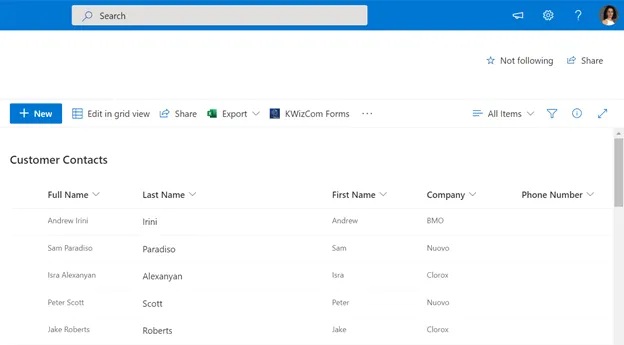 Search
Not following Share
New Edit in grid view Share Export KWizCom Forms All Items
Customer Contacts
Full Name Last Name First Name Company Phone Number
Andrew Irini Irini Andrew BMO
Sam Paradiso Paradiso Sam Nuovo
Isra Alexanyan Alexanyan Isra Clorox
Peter Scott Scott Peter Nuovo
Jake Roberts Roberts Jake Clorox